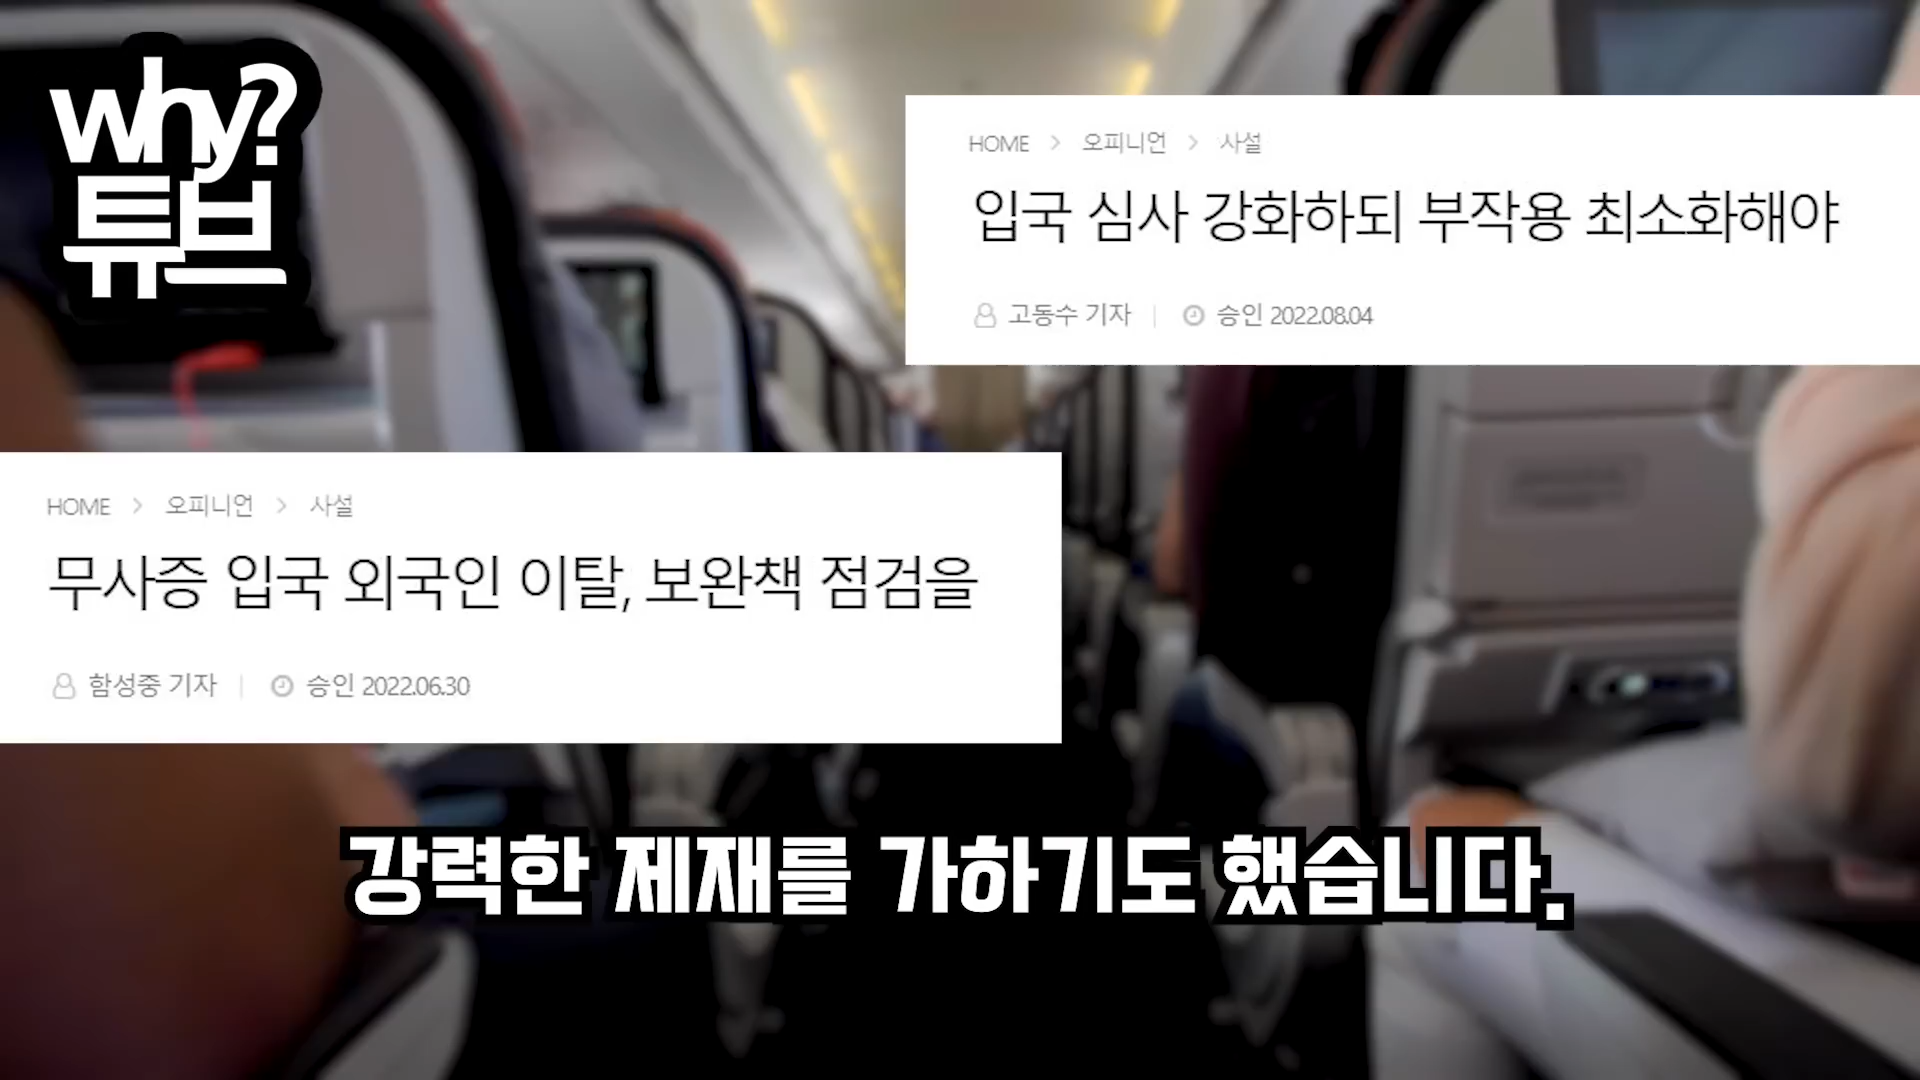 why?
튜브
HOME > 오피니언 > 사설
입국 심사 강화하되 부작용 최소화해야
고동수 기자 | 승인 2022.08.04
HOME > 오피니언 > 사설
무사증 입국 외국인 이탈, 보완책 점검을
함성중 기자 | 승인 2022.06.30
강력한 제재를 가하기도 했습니다.